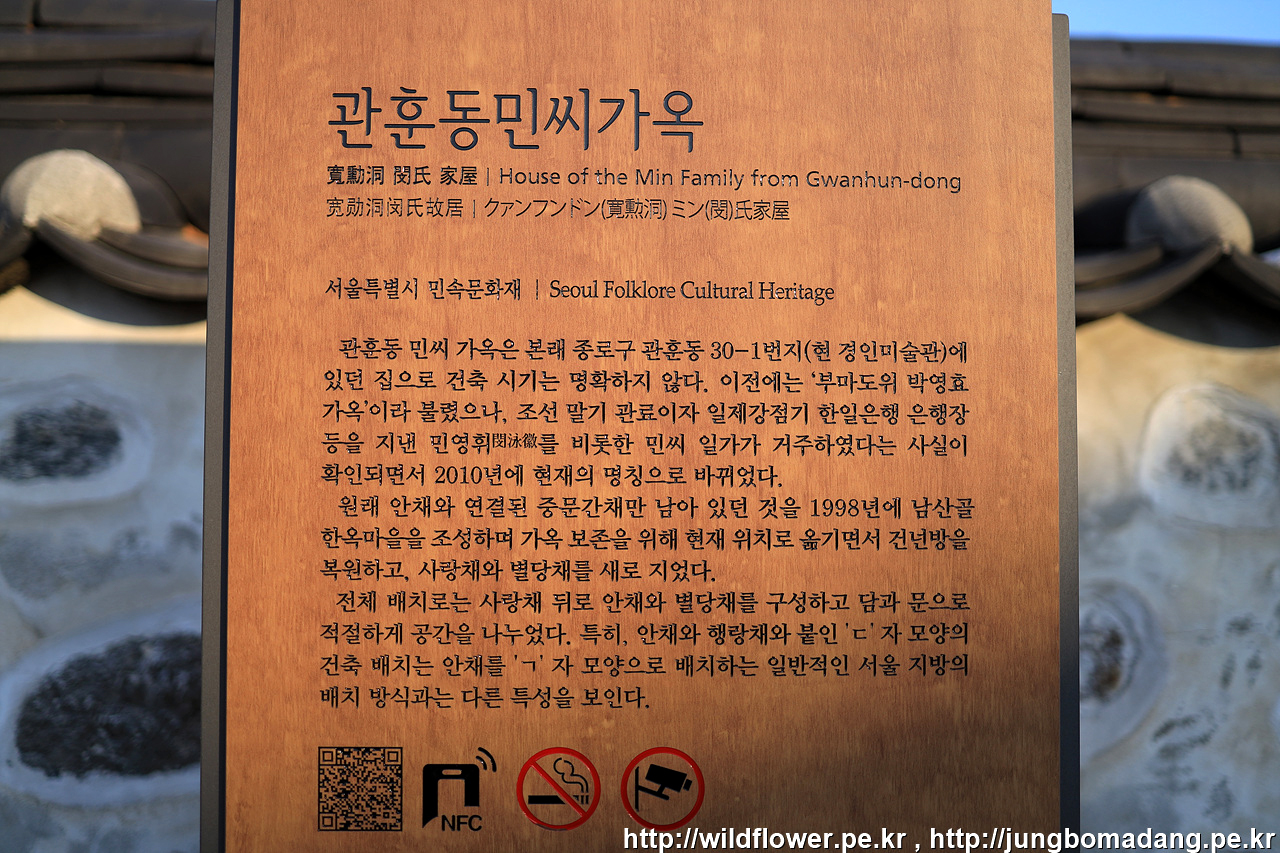 관훈동민씨가옥
寬勳洞 閔氏 家屋 | House of the Min Family from Gwanhun-dong
宽勋洞闵氏故居 | クァンフンドン(寛勲洞) ミン(閔)氏家屋
서울특별시 민속문화재 | Seoul Folklore Cultural Heritage
관훈동 민씨 가옥은 본래 종로구 관훈동 30-1번지(현 경인미술관)에
있던 집으로 건축 시기는 명확하지 않다. 이전에는 '부마도위 박영효
가옥'이라 불렸으나, 조선 말기 관료이자 일제강점기 한일은행 은행장
등을 지낸 민영휘閔泳徽를 비롯한 민씨 일가가 거주하였다는 사실이
확인되면서 2010년에 현재의 명칭으로 바뀌었다.
원래 안채와 연결된 중문간채만 남아 있던 것을 1998년에 남산골
한옥마을을 조성하며 가옥 보존을 위해 현재 위치로 옮기면서 건넌방을
복원하고, 사랑채와 별당채를 새로 지었다.
전체 배치로는 사랑채 뒤로 안채와 별당채를 구성하고 담과 문으로
적절하게 공간을 나누었다. 특히, 안채와 행랑채와 붙인 'ㄷ' 자 모양의
건축 배치는 안채를 'ㄱ' 자 모양으로 배치하는 일반적인 서울 지방의
배치 방식과는 다른 특성을 보인다.
NFC
http://wildflower.pe.kr , http://jungbomadang.pe.kr